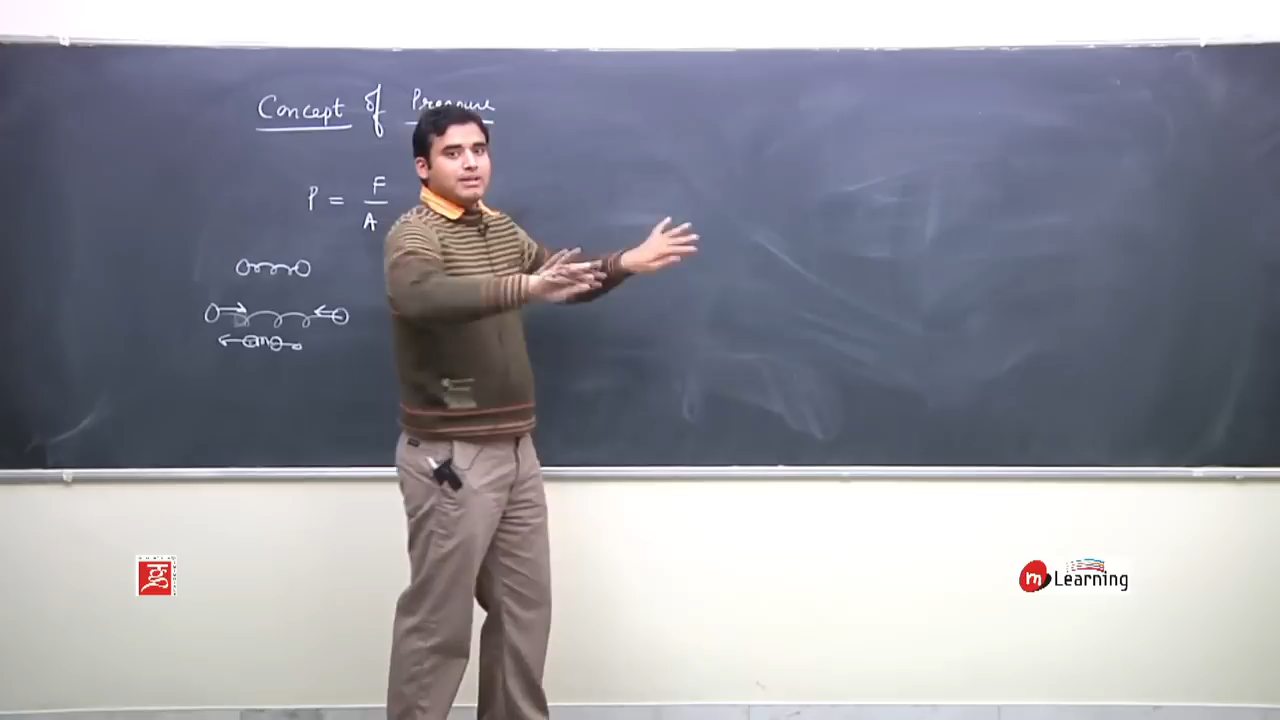 Concept of Pressure
P = F
A
m Learning